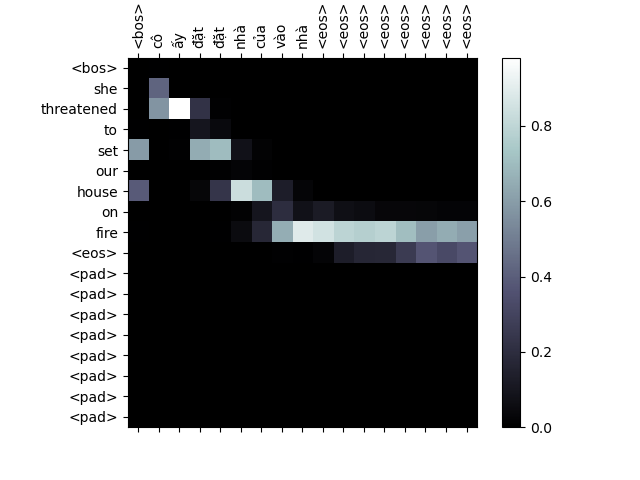 <bos> cô ấy đặt đặt nhà của vào nhà <eos> <eos> <eos> <eos> <eos> <eos> <eos> <eos>
<bos>
she
threatened
to
set
our
house
on
fire
<eos>
<pad>
<pad>
<pad>
<pad>
<pad>
<pad>
<pad>
<pad>
0.8
0.6
0.4
0.2
0.0